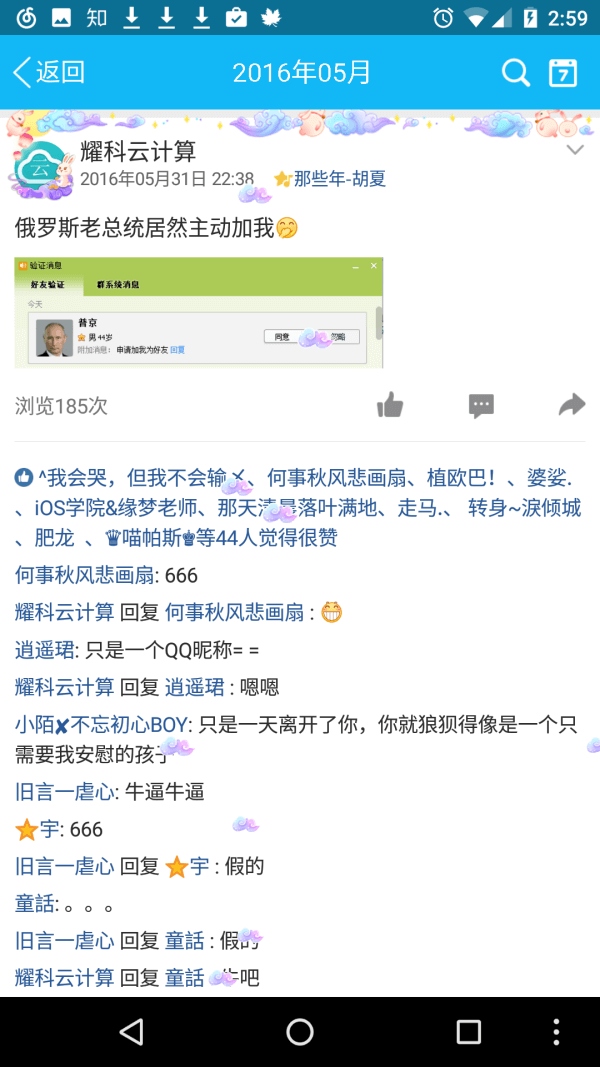 知 2:59
返回 2016年05月 7
云
耀科云计算
2016年05月31日 22:38 那些年-胡夏
俄罗斯老总统居然主动加我
验证消息
好友验证 群系统消息
今天
普京
男 44岁 同意 忽略
附加消息: 申请加我为好友 回复
浏览185次
^我会哭，但我不会输 、何事秋风悲画扇、植欧巴！、婆娑.
、iOS学院&缘梦老师、那天 落叶满地、走马.、 转身~淚倾城
、肥龙 、♛喵帕斯♚等44人觉得很赞
何事秋风悲画扇: 666
耀科云计算 回复 何事秋风悲画扇 : 😁
逍遥珺: 只是一个QQ昵称= =
耀科云计算 回复 逍遥珺 : 嗯嗯
小陌✘不忘初心BOY: 只是一天离开了你，你就狼狈得像是一个只
需要我安慰的孩子
旧言一虐心: 牛逼牛逼
⭐宇: 666
旧言一虐心 回复 ⭐宇 : 假的
童話: 。。。
旧言一虐心 回复 童話 : 假的
耀科云计算 回复 童話 吧